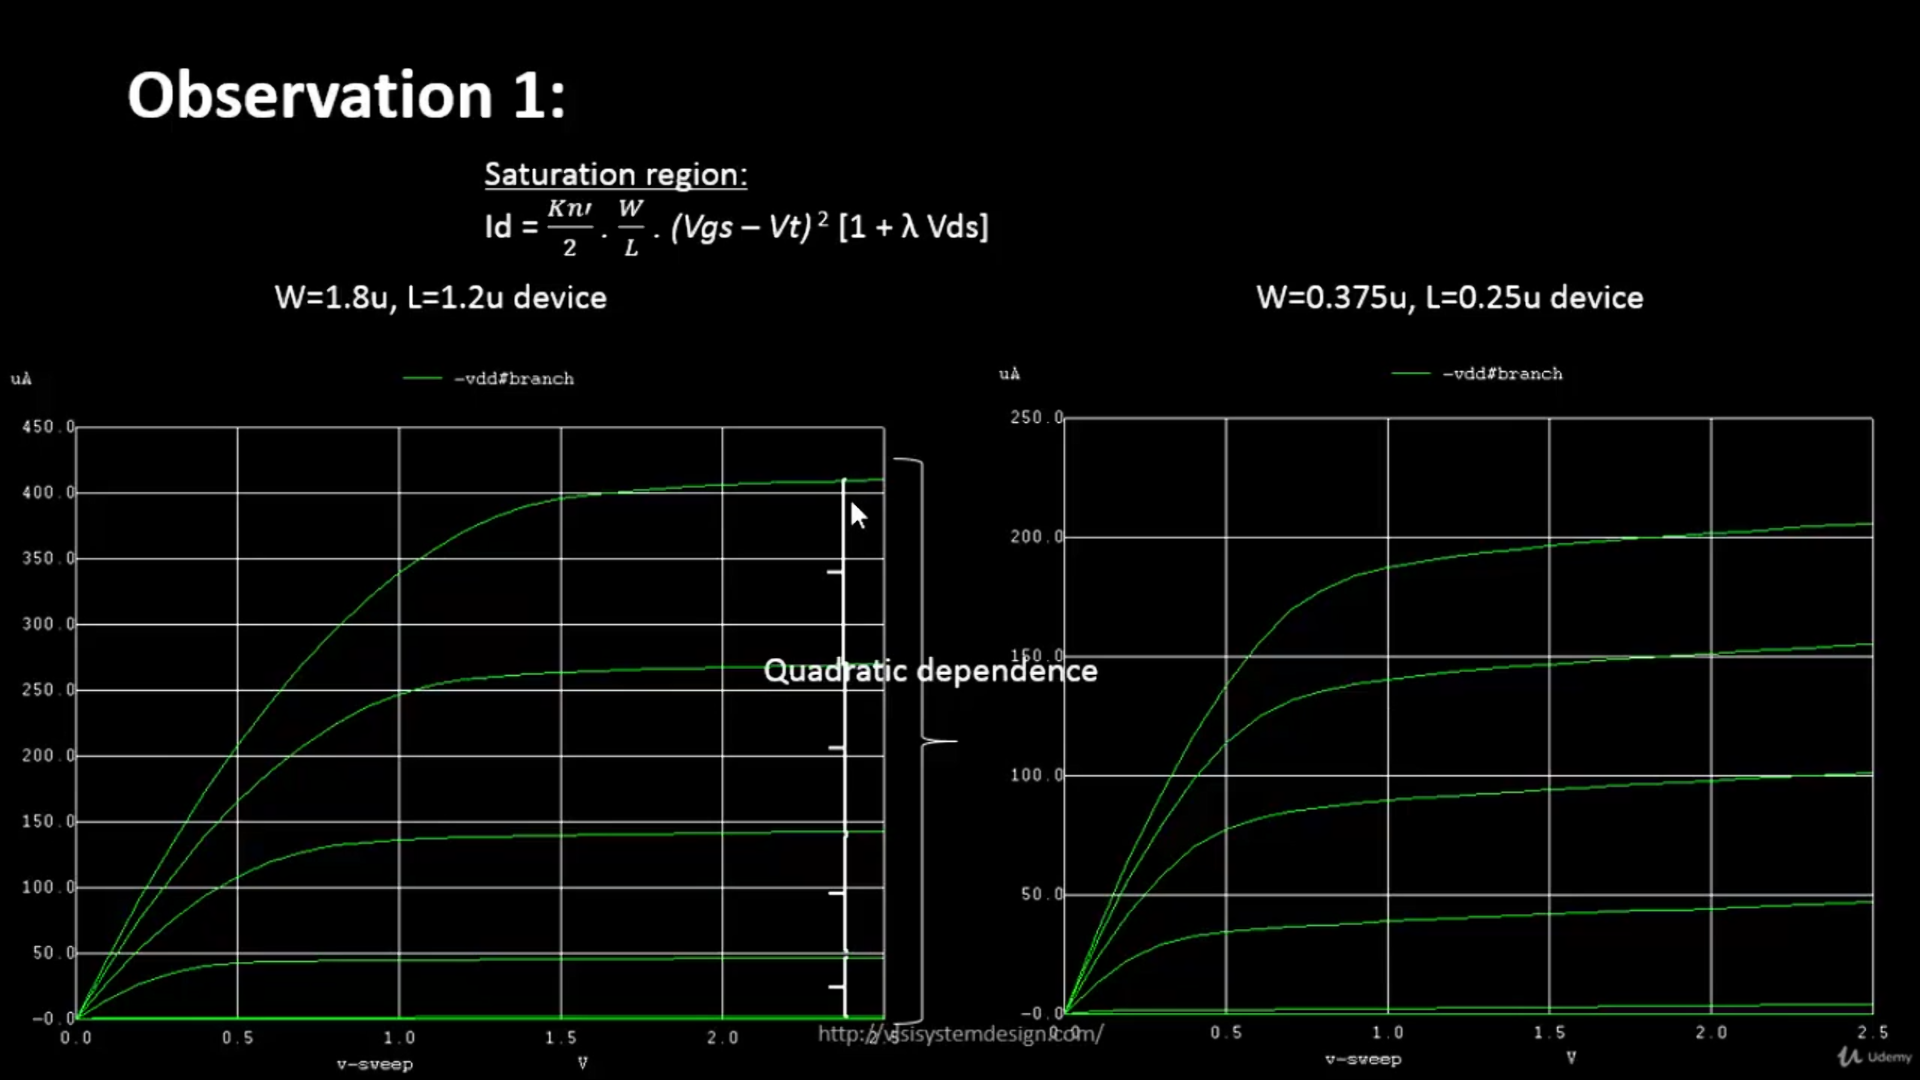 Observation 1:
Saturation region:
Id = Kn′/2 . W/L . (Vgs – Vt)² [1 + λ Vds]
W=1.8u, L=1.2u device
W=0.375u, L=0.25u device
uA
-vdd#branch
450.0
400.0
350.0
300.0
250.0
200.0
150.0
100.0
50.0
-0.0
0.0 0.5 1.0 1.5 2.0 2.5
v-sweep V
Quadratic dependence
uA
-vdd#branch
250.0
200.0
150.0
100.0
50.0
-0.0
0.0 0.5 1.0 1.5 2.0 2.5
v-sweep V
http://vlsisystemdesign.com/
Udemy